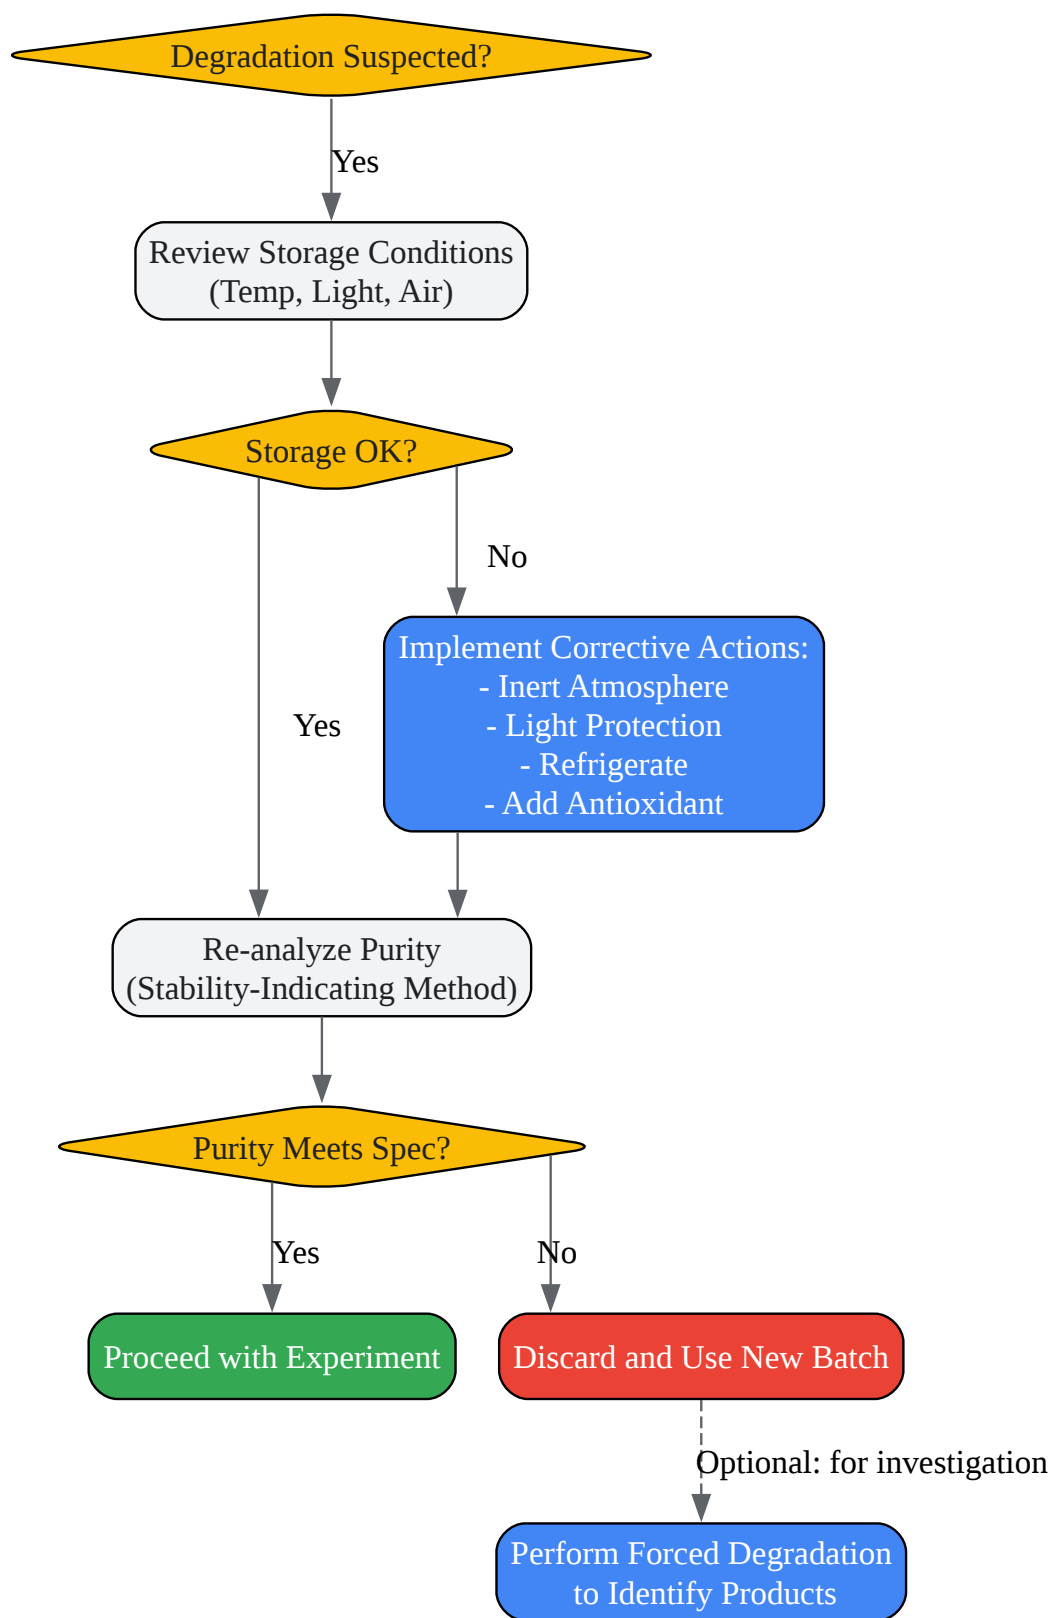 Degradation Suspected?
Yes
Review Storage Conditions
(Temp, Light, Air)
Storage OK?
No
Implement Corrective Actions:
- Inert Atmosphere
- Light Protection
- Refrigerate
- Add Antioxidant
Yes
Re-analyze Purity
(Stability-Indicating Method)
Purity Meets Spec?
Yes
No
Proceed with Experiment
Discard and Use New Batch
Optional: for investigation
Perform Forced Degradation
to Identify Products